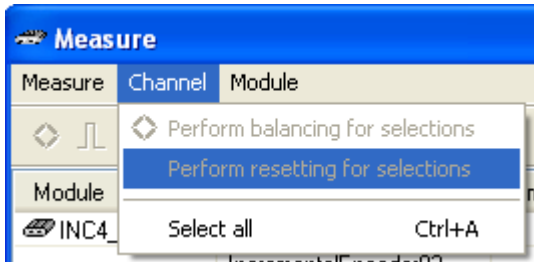 Measure
Measure Channel Module
Perform balancing for selections
Perform resetting for selections
Module
INC4_ Select all Ctrl+A